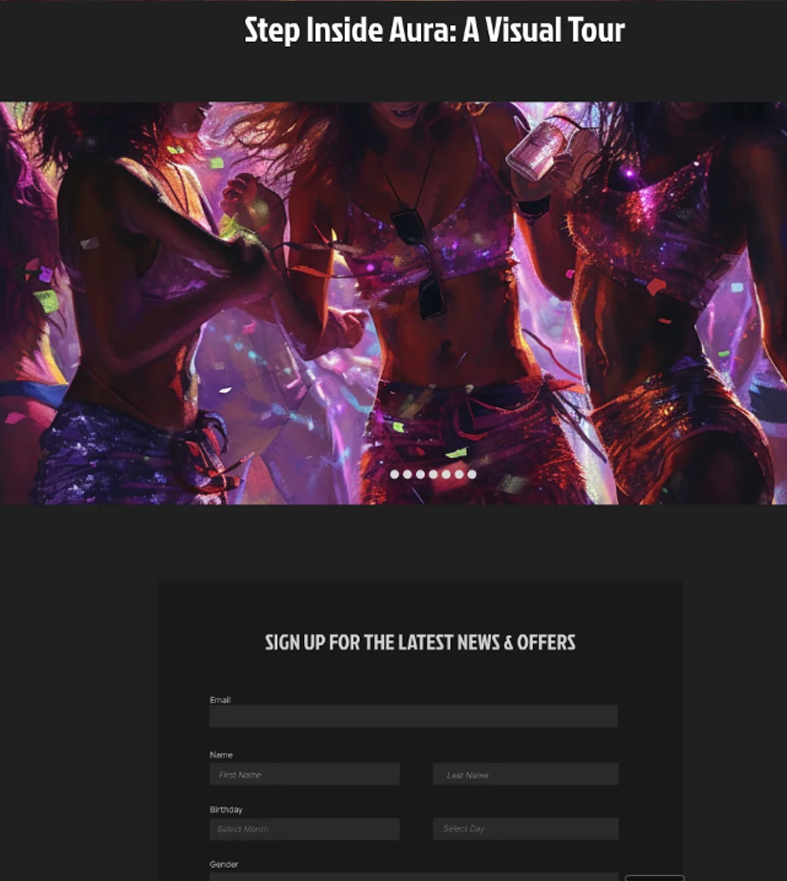 Step Inside Aura: A Visual Tour
SIGN UP FOR THE LATEST NEWS & OFFERS
Email
Name
First Name
Last Name
Birthday
Select Month
Select Day
Gender